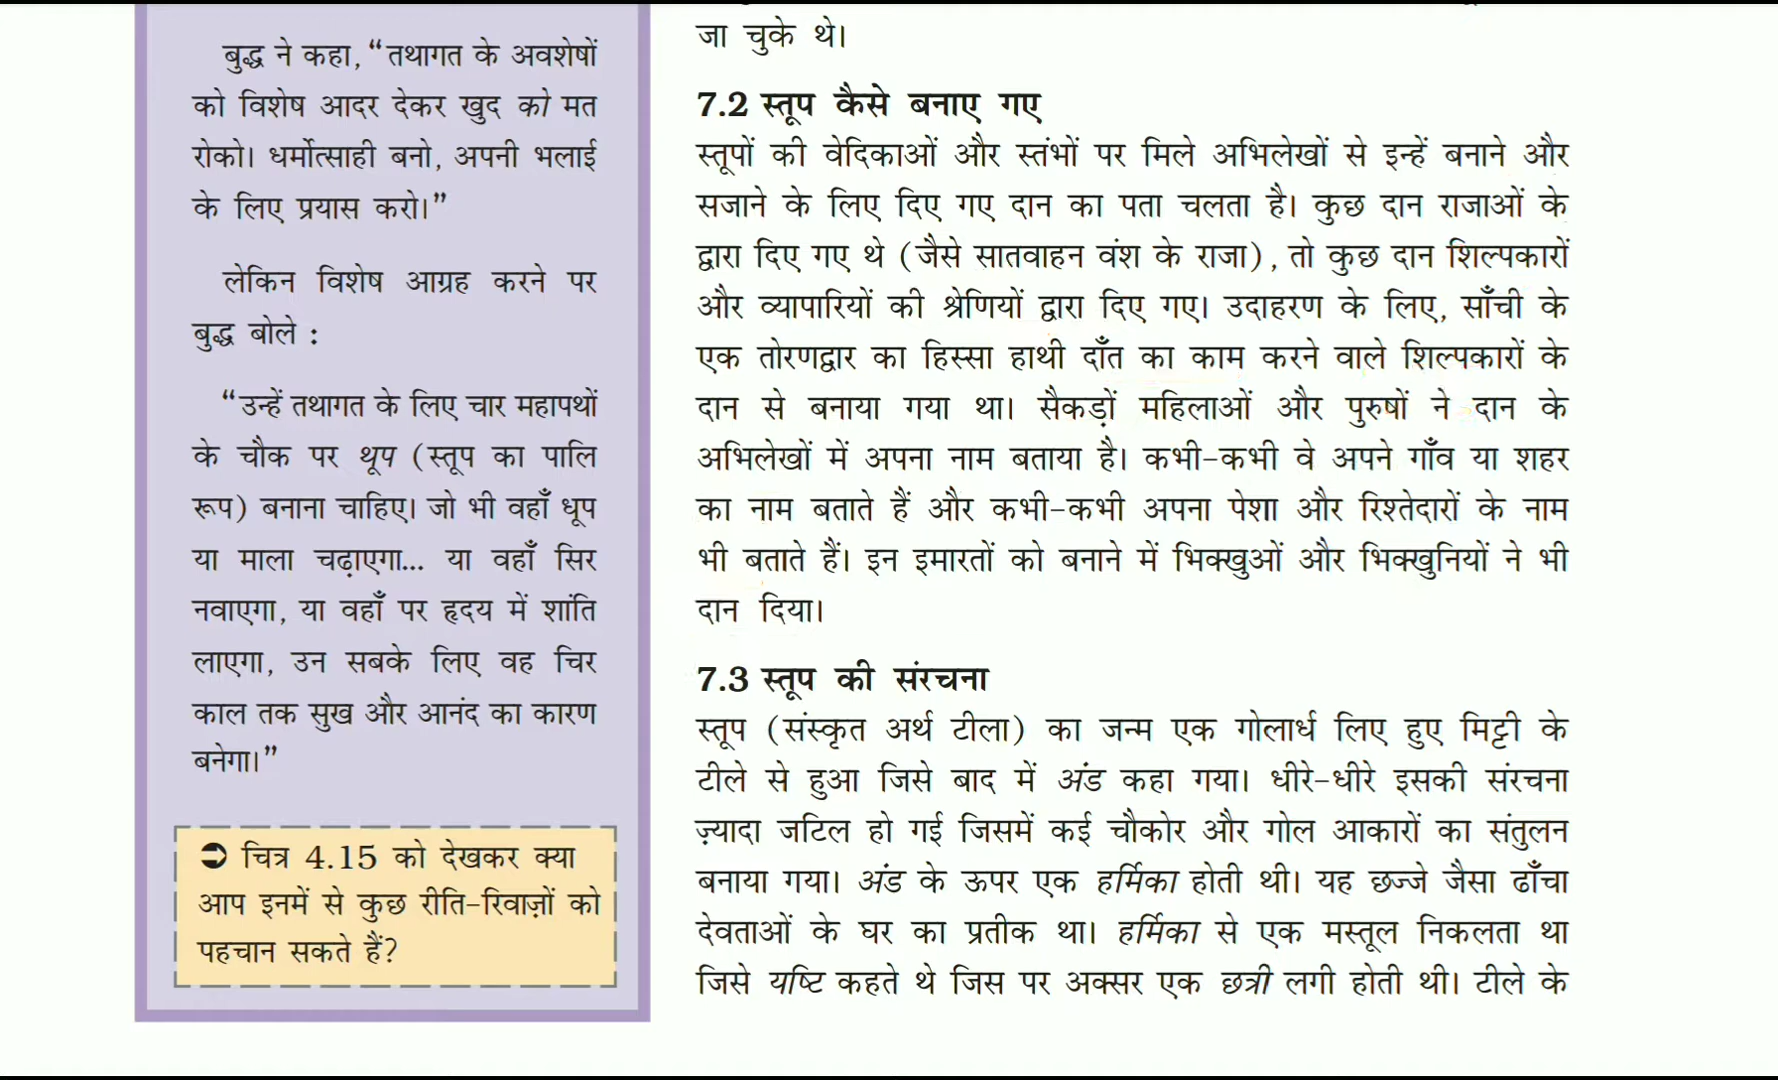 बुद्ध ने कहा, “तथागत के अवशेषों
को विशेष आदर देकर खुद को मत
रोको। धर्मोत्साही बनो, अपनी भलाई
के लिए प्रयास करो।”
लेकिन विशेष आग्रह करने पर
बुद्ध बोले :
“उन्हें तथागत के लिए चार महापथों
के चौक पर थूप (स्तूप का पालि
रूप) बनाना चाहिए। जो भी वहाँ धूप
या माला चढ़ाएगा... या वहाँ सिर
नवाएगा, या वहाँ पर हृदय में शांति
लाएगा, उन सबके लिए वह चिर
काल तक सुख और आनंद का कारण
बनेगा।”
➲ चित्र 4.15 को देखकर क्या
आप इनमें से कुछ रीति-रिवाज़ों को
पहचान सकते हैं?
जा चुके थे।
7.2 स्तूप कैसे बनाए गए
स्तूपों की वेदिकाओं और स्तंभों पर मिले अभिलेखों से इन्हें बनाने और
सजाने के लिए दिए गए दान का पता चलता है। कुछ दान राजाओं के
द्वारा दिए गए थे (जैसे सातवाहन वंश के राजा), तो कुछ दान शिल्पकारों
और व्यापारियों की श्रेणियों द्वारा दिए गए। उदाहरण के लिए, साँची के
एक तोरणद्वार का हिस्सा हाथी दाँत का काम करने वाले शिल्पकारों के
दान से बनाया गया था। सैकड़ों महिलाओं और पुरुषों ने दान के
अभिलेखों में अपना नाम बताया है। कभी-कभी वे अपने गाँव या शहर
का नाम बताते हैं और कभी-कभी अपना पेशा और रिश्तेदारों के नाम
भी बताते हैं। इन इमारतों को बनाने में भिक्खुओं और भिक्खुनियों ने भी
दान दिया।
7.3 स्तूप की संरचना
स्तूप (संस्कृत अर्थ टीला) का जन्म एक गोलार्ध लिए हुए मिट्टी के
टीले से हुआ जिसे बाद में अंड कहा गया। धीरे-धीरे इसकी संरचना
ज़्यादा जटिल हो गई जिसमें कई चौकोर और गोल आकारों का संतुलन
बनाया गया। अंड के ऊपर एक हर्मिका होती थी। यह छज्जे जैसा ढाँचा
देवताओं के घर का प्रतीक था। हर्मिका से एक मस्तूल निकलता था
जिसे यष्टि कहते थे जिस पर अक्सर एक छत्री लगी होती थी। टीले के